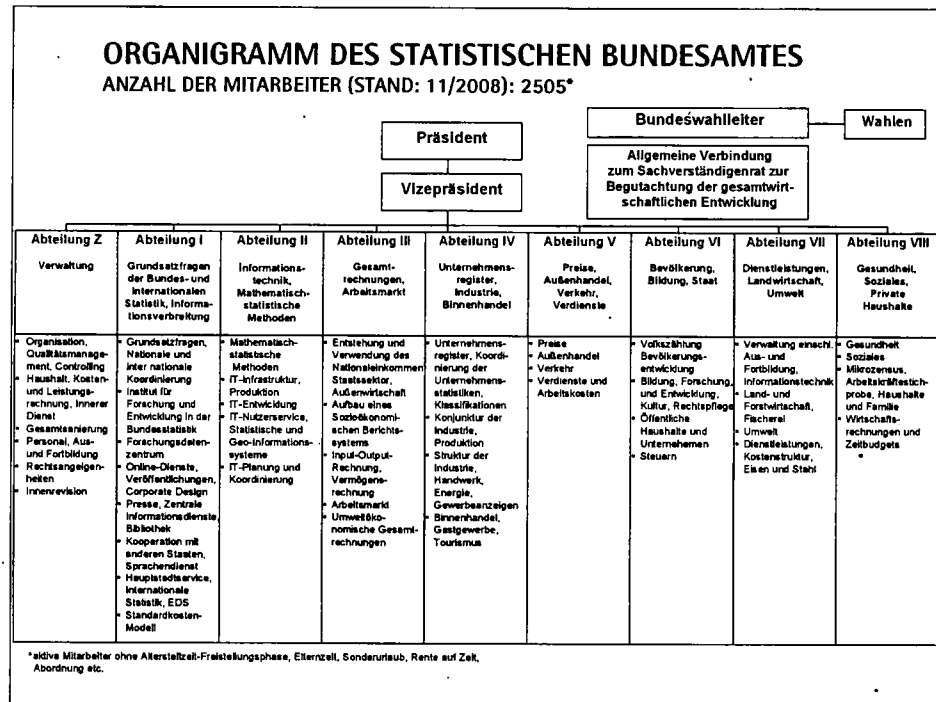 ORGANIGRAMM DES STATISTISCHEN BUNDESAMTES
ANZAHL DER MITARBEITER (STAND: 11/2008): 2505*
Präsident
Vizepräsident
Bundeswahlleiter
Wahlen
Allgemeine Verbindung
zum Sachverständigenrat zur
Begutachtung der gesamtwirt-
schaftlichen Entwicklung
Abteilung Z
Verwaltung
• Organisation,
Qualitätsmanage-
ment, Controlling
• Haushalt, Kosten-
und Leistungs-
rechnung, Innerer
Dienst
• Gesamtsanierung
• Personal, Aus-
und Fortbildung
• Rechtsangelgen-
heiten
• Innenrevision
Abteilung I
Grundsatzfragen
der Bundes- und
Internationalen
Statistik, Informa-
tionsverbreitung
• Grundsatzfragen,
Nationale und
Inter nationale
Koordinierung
• Institut für
Forschung und
Entwicklung in der
Bundesstatistik
• Forschungsdaten-
zentrum
• Online-Dienste,
Veröffentlichungen,
Corporate Design
• Presse, Zentrale
Informationsdienste,
Bibliothek
• Kooperation mit
anderen Staaten,
Sprachendienst
• Hauptstadtservice,
Internationale
Statistik, EDS
• Standardkosten-
Modell
Abteilung II
Informations-
technik,
Mathematisch-
statistische
Methoden
• Mathematisch-
statistische
Methoden
• IT-Infrastruktur,
Produktion
• IT-Entwicklung
• IT-Nutzerservice,
Statistische und
Geo-Informations-
systeme
• IT-Planung und
Koordinierung
Abteilung III
Gesamt-
rechnungen,
Arbeitsmarkt
• Entstehung und
Verwendung des
Nationaleinkommen
Staatssektor,
Außenwirtschaft
• Aufbau eines
Sozioökonomi-
schen Berichts-
systems
• Input-Output-
Rechnung,
Vermögens-
rechnung
• Arbeitsmarkt
• Umweltöko-
nomische Gesamt-
rechnungen
Abteilung IV
Unternehmens-
register,
Industrie,
Binnenhandel
• Unternehmens-
register, Koordi-
nierung der
Unternehmens-
statistiken,
Klassifikationen
• Konjunktur der
Industrie,
Produktion
• Struktur der
Industrie,
Handwerk,
Energie,
Gewerbeanzeigen
• Binnenhandel,
Gastgewerbe,
Tourismus
Abteilung V
Preise,
Außenhandel,
Verkehr,
Verdienste
• Preise
• Außenhandel
• Verkehr
• Verdienste und
Arbeitskosten
Abteilung VI
Bevölkerung,
Bildung, Staat
• Volkszählung
Bevölkerungs-
entwicklung
• Bildung, Forschung,
und Entwicklung,
Kultur, Rechtspflege
• Öffentliche
Haushalte und
Unternehmen
• Steuern
Abteilung VII
Dienstleistungen,
Landwirtschaft,
Umwelt
• Verwaltung einschl.
Aus- und
Fortbildung,
Informationstechnik
• Land- und
Forstwirtschaft,
Fischerei
• Umwelt
• Dienstleistungen,
Kostenstruktur,
Eisen und Stahl
Abteilung VIII
Gesundheit,
Soziales,
Private
Haushalte
• Gesundheit
• Soziales
• Mikrozensus,
Arbeitskräftestich-
probe, Haushalte
und Familie
• Wirtschafts-
rechnungen und
Zeitbudgets
*aktive Mitarbeiter ohne Altersteilzeit-Freistellungsphase, Elternzeit, Sonderurlaub, Rente auf Zeit,
Abordnung etc.